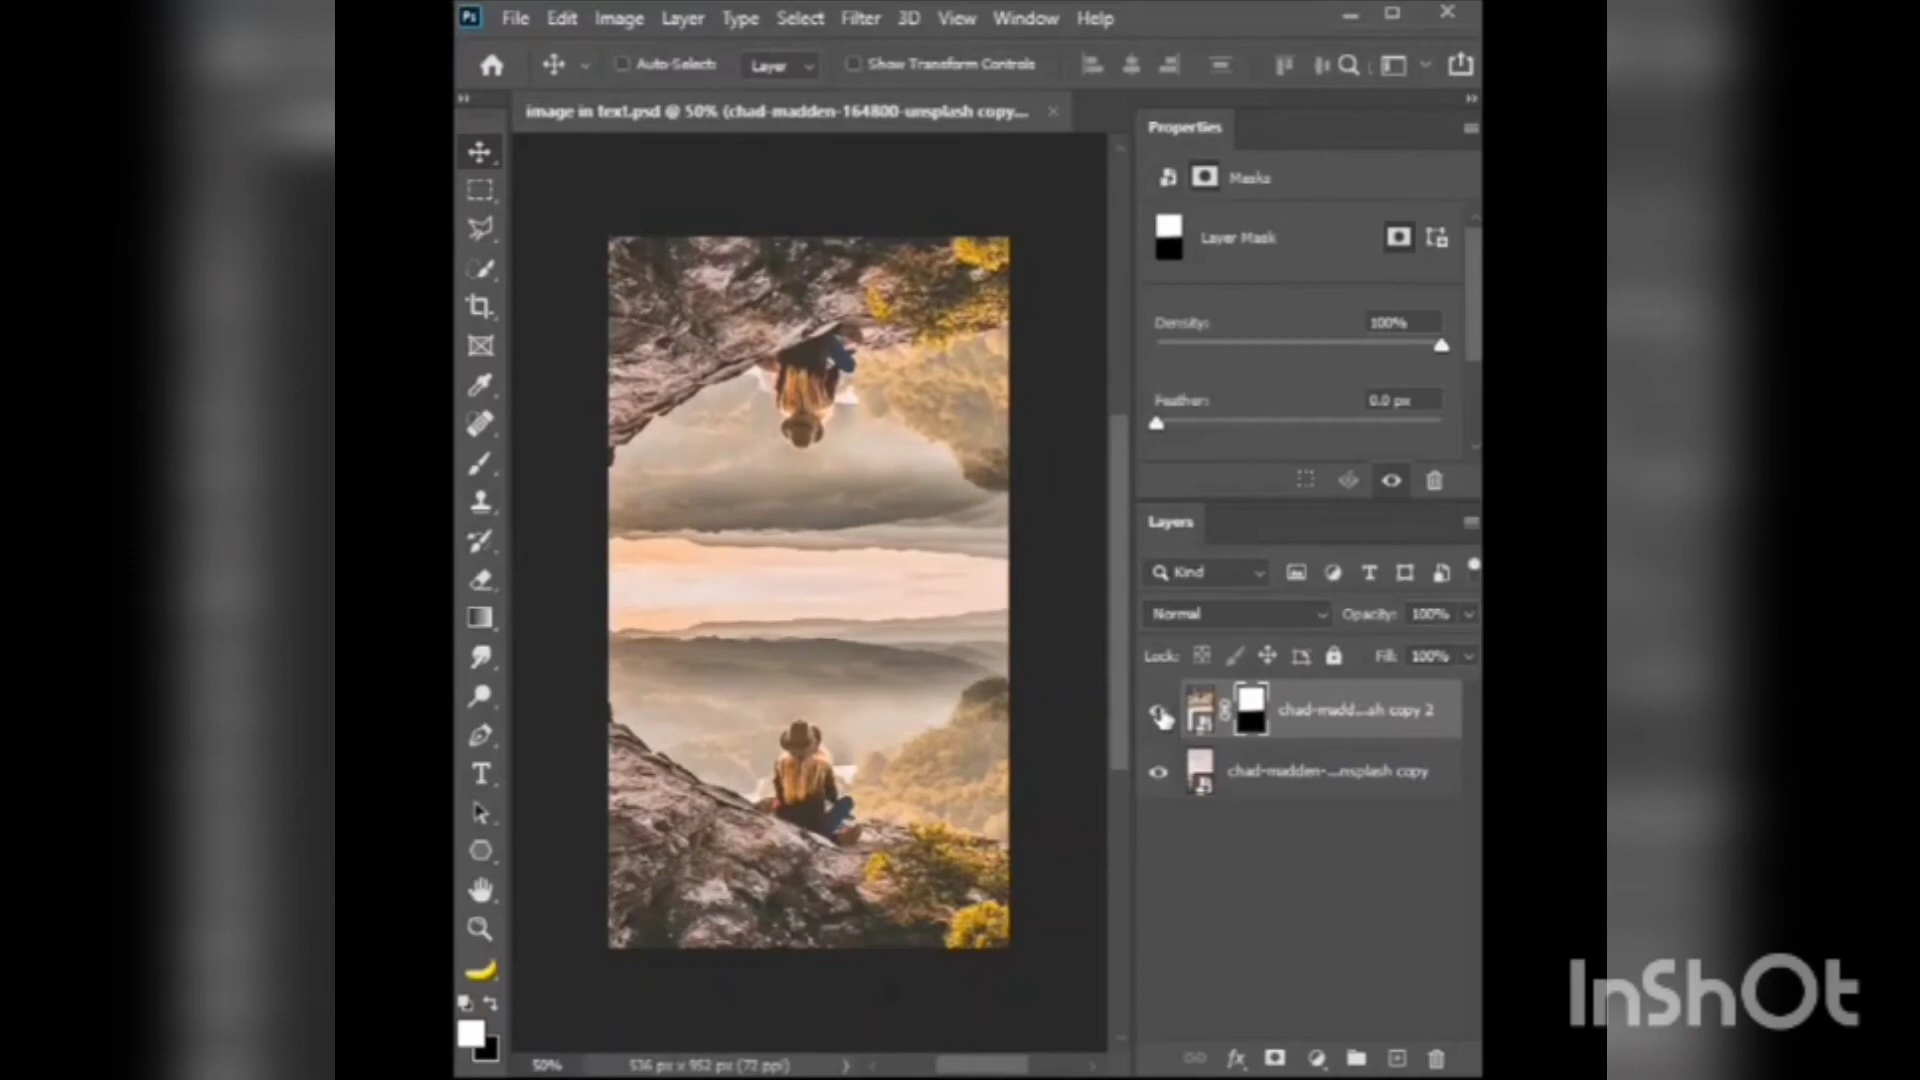 Ps File Edit Image Layer Type Select Filter 3D View Window Help
Auto-Select: Layer Show Transform Controls
image in text.psd @ 50% (chad-madden-164800-unsplash copy...
Properties
Masks
Layer Mask
Density: 100%
Feather: 0.0 px
Layers
Kind
Normal Opacity: 100%
Lock: Fill: 100%
chad-madd...sh copy 2
chad-madden-...nsplash copy
50% 536 px x 952 px (72 ppi)
fx
InShOt